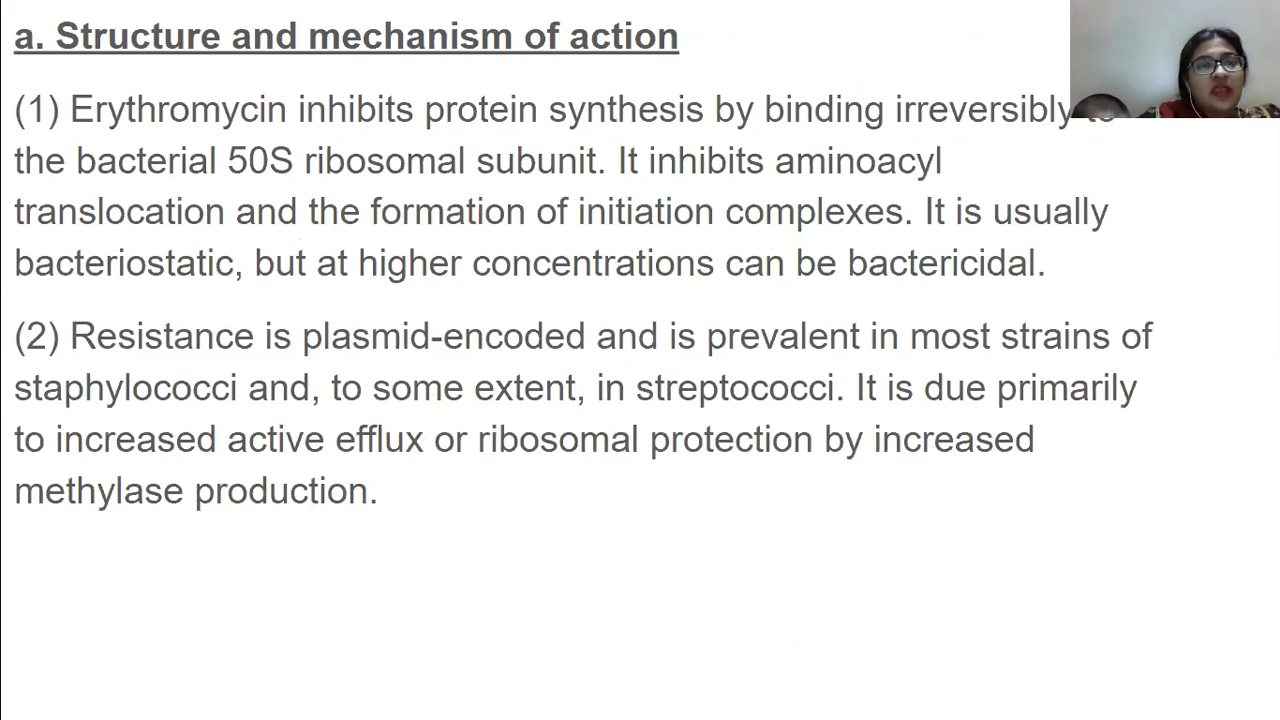 a. Structure and mechanism of action
(1) Erythromycin inhibits protein synthesis by binding irreversibly to
the bacterial 50S ribosomal subunit. It inhibits aminoacyl
translocation and the formation of initiation complexes. It is usually
bacteriostatic, but at higher concentrations can be bactericidal.
(2) Resistance is plasmid-encoded and is prevalent in most strains of
staphylococci and, to some extent, in streptococci. It is due primarily
to increased active efflux or ribosomal protection by increased
methylase production.